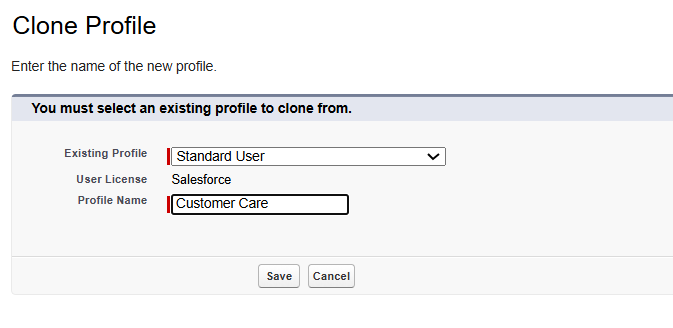 Clone Profile
Enter the name of the new profile.
You must select an existing profile to clone from.
Existing Profile Standard User
User License Salesforce
Profile Name Customer Care
Save Cancel